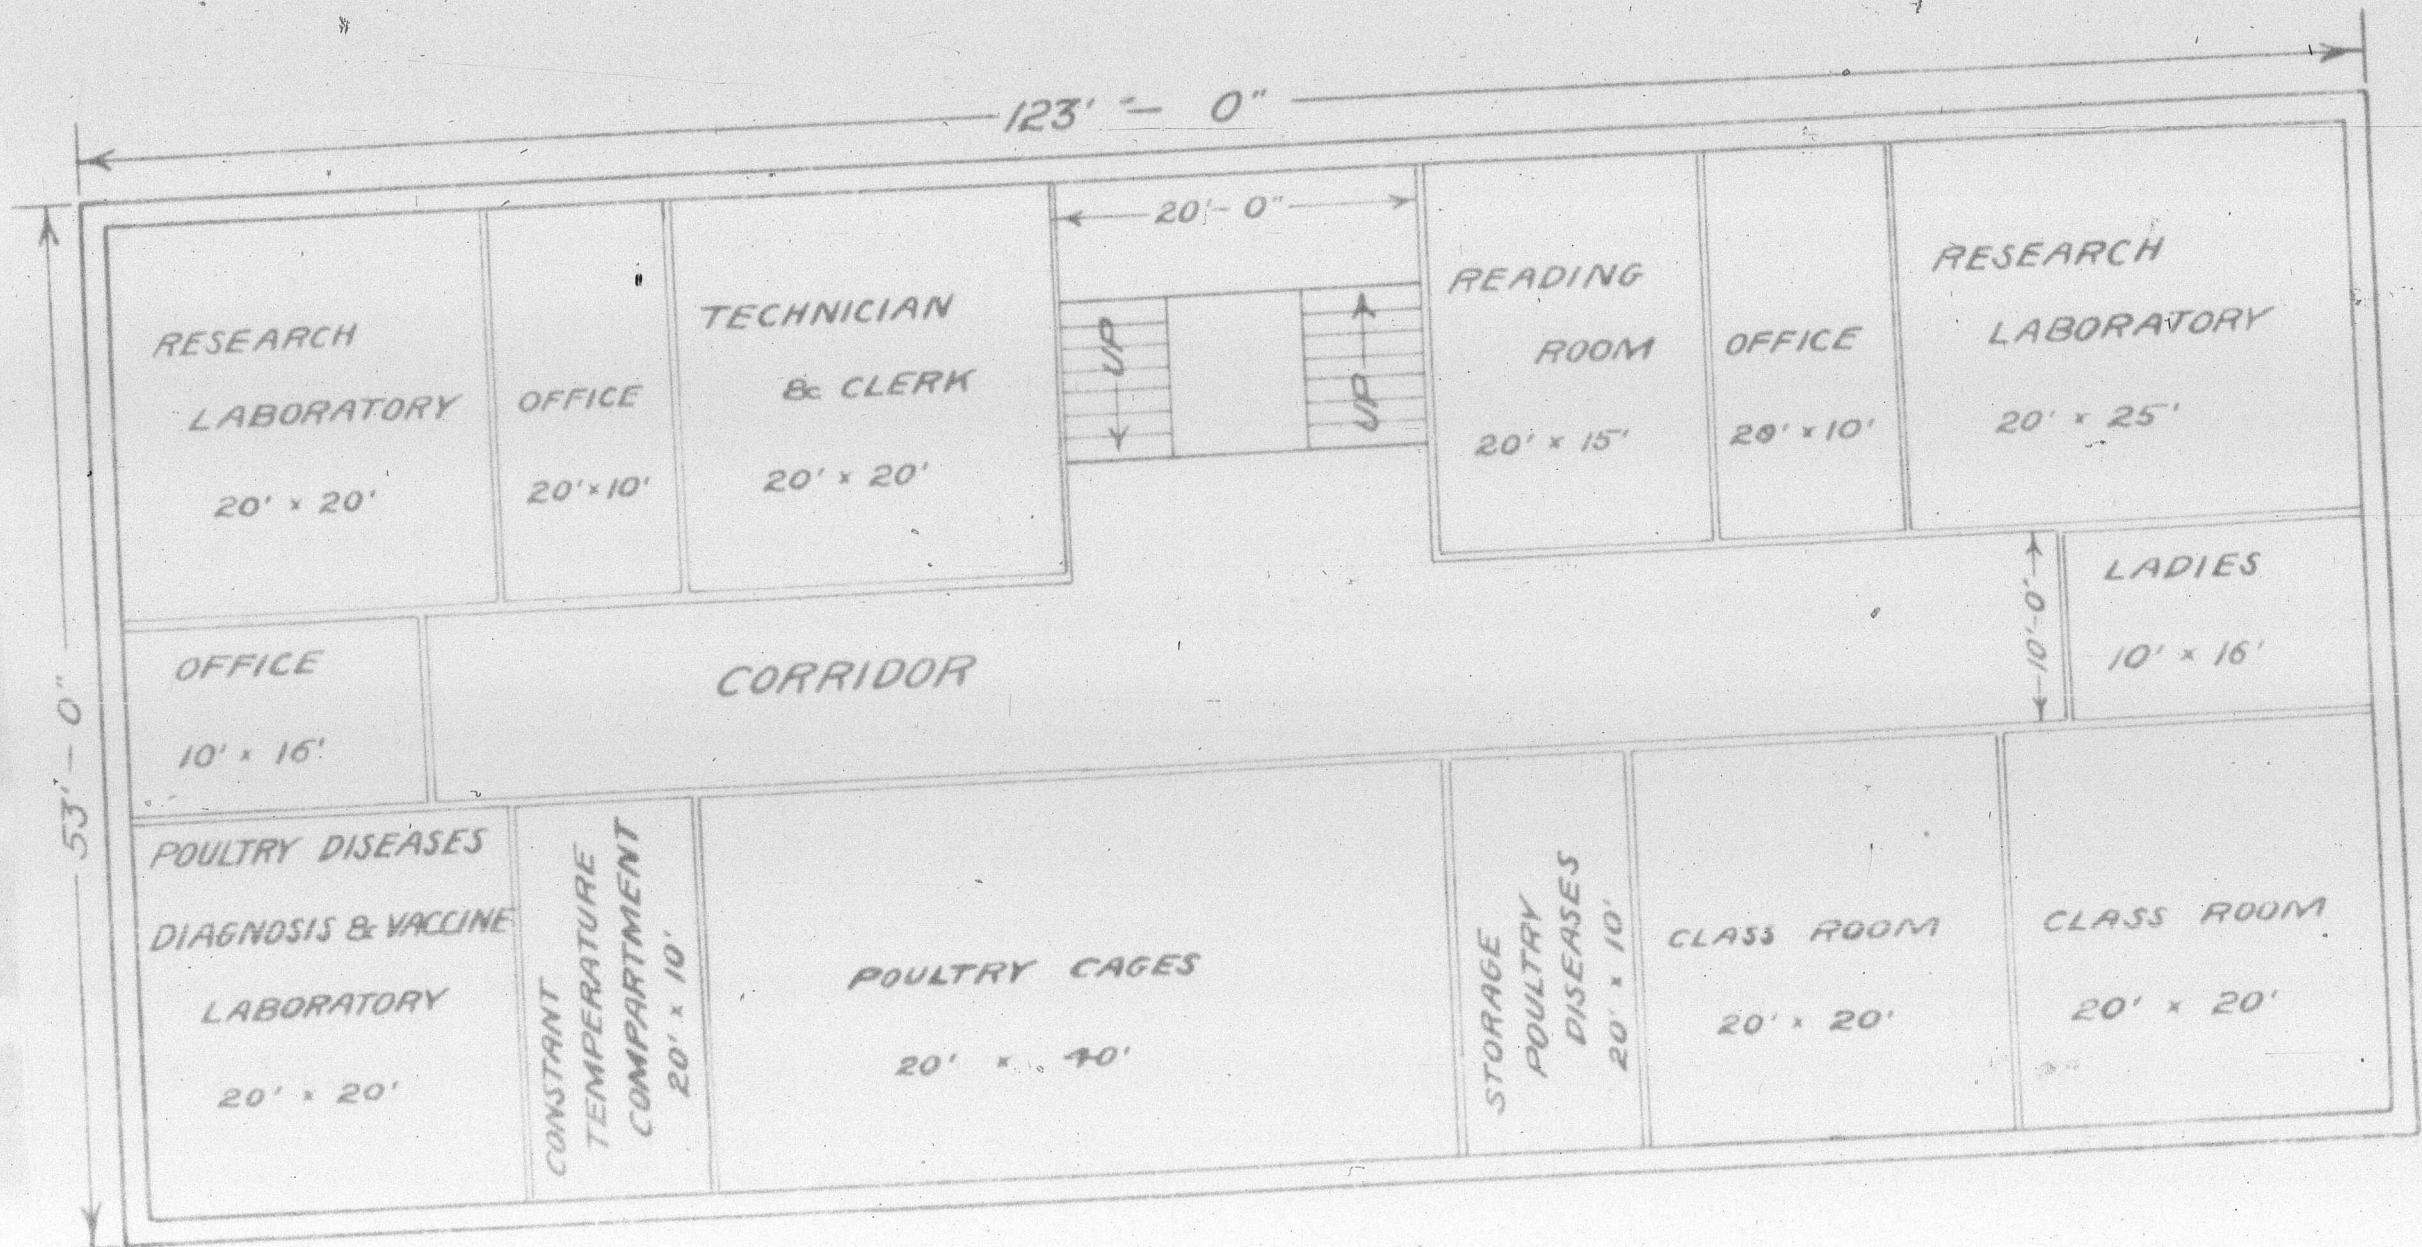 123' - 0"
20' - 0"
53' - 0"
RESEARCH
LABORATORY
20' x 20'
OFFICE
20' x 10'
TECHNICIAN
& CLERK
20' x 20'
UP
UP
READING
ROOM
20' x 15'
OFFICE
20' x 10'
RESEARCH
LABORATORY
20' x 25'
OFFICE
10' x 16'
CORRIDOR
10'-0"
LADIES
10' x 16'
POULTRY DISEASES
DIAGNOSIS & VACCINE
LABORATORY
20' x 20'
CONSTANT
TEMPERATURE
COMPARTMENT
20' x 10'
POULTRY CAGES
20' x 40'
STORAGE
POULTRY
DISEASES
20' x 10'
CLASS ROOM
20' x 20'
CLASS ROOM
20' x 20'